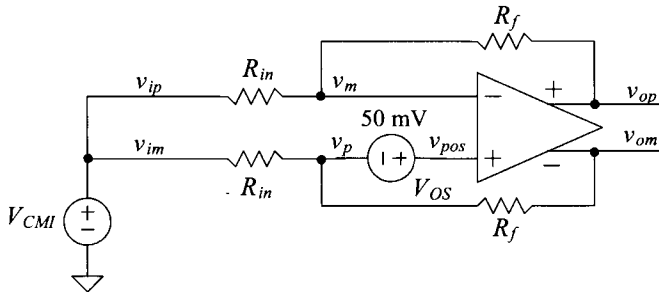 R_f
v_ip
R_in
v_m
− + v_op
50 mV
v_im
v_p
− +
v_pos
+ − v_om
R_in
V_OS
R_f
V_CMI
+
−